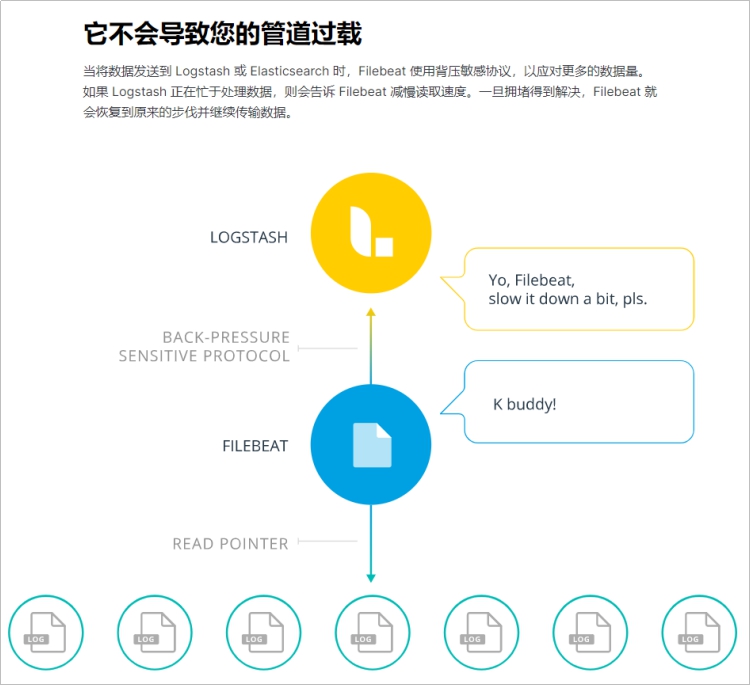 它不会导致您的管道过载
当将数据发送到 Logstash 或 Elasticsearch 时，Filebeat 使用背压敏感协议，以应对更多的数据量。
如果 Logstash 正在忙于处理数据，则会告诉 Filebeat 减慢读取速度。一旦拥堵得到解决，Filebeat 就
会恢复到原来的步伐并继续传输数据。
LOGSTASH
Yo, Filebeat,
slow it down a bit, pls.
BACK-PRESSURE
SENSITIVE PROTOCOL
K buddy!
FILEBEAT
READ POINTER
LOG
LOG
LOG
LOG
LOG
LOG
LOG